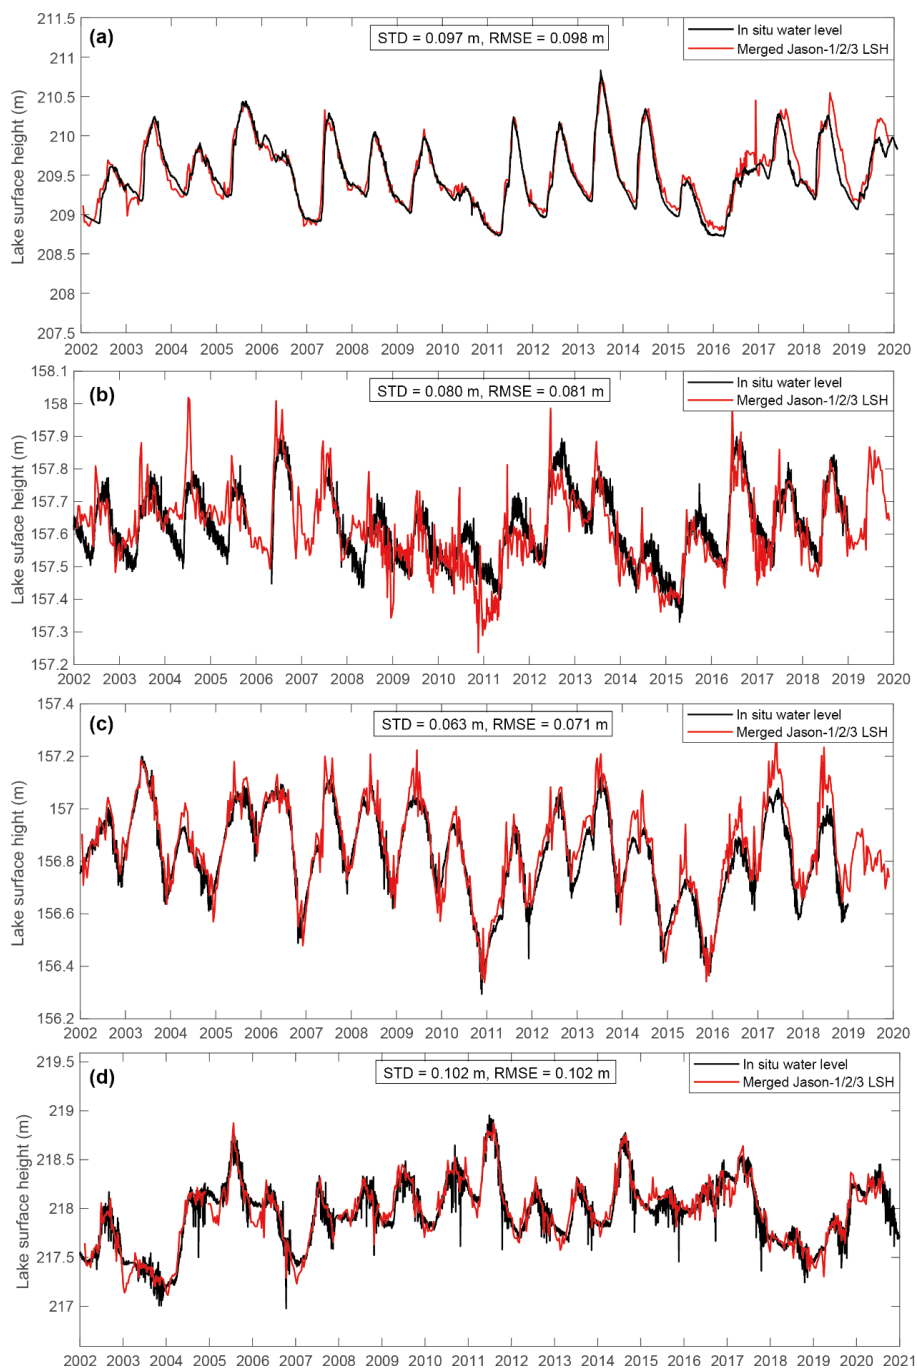 211.5
(a)
STD = 0.097 m, RMSE = 0.098 m
In situ water level
Merged Jason-1/2/3 LSH
211
210.5
210
209.5
209
208.5
208
207.5
Lake surface height (m)
2002 2003 2004 2005 2006 2007 2008 2009 2010 2011 2012 2013 2014 2015 2016 2017 2018 2019 2020
158.1
(b)
STD = 0.080 m, RMSE = 0.081 m
In situ water level
Merged Jason-1/2/3 LSH
158
157.9
157.8
157.7
157.6
157.5
157.4
157.3
157.2
Lake suface height (m)
2002 2003 2004 2005 2006 2007 2008 2009 2010 2011 2012 2013 2014 2015 2016 2017 2018 2019 2020
157.4
(c)
STD = 0.063 m, RMSE = 0.071 m
In situ water level
Merged Jason-1/2/3 LSH
157.2
157
156.8
156.6
156.4
156.2
Lake surface hight (m)
2002 2003 2004 2005 2006 2007 2008 2009 2010 2011 2012 2013 2014 2015 2016 2017 2018 2019 2020
219.5
(d)
STD = 0.102 m, RMSE = 0.102 m
In situ water level
Merged Jason-1/2/3 LSH
219
218.5
218
217.5
217
Lake surface height (m)
2002 2003 2004 2005 2006 2007 2008 2009 2010 2011 2012 2013 2014 2015 2016 2017 2018 2019 2020 2021